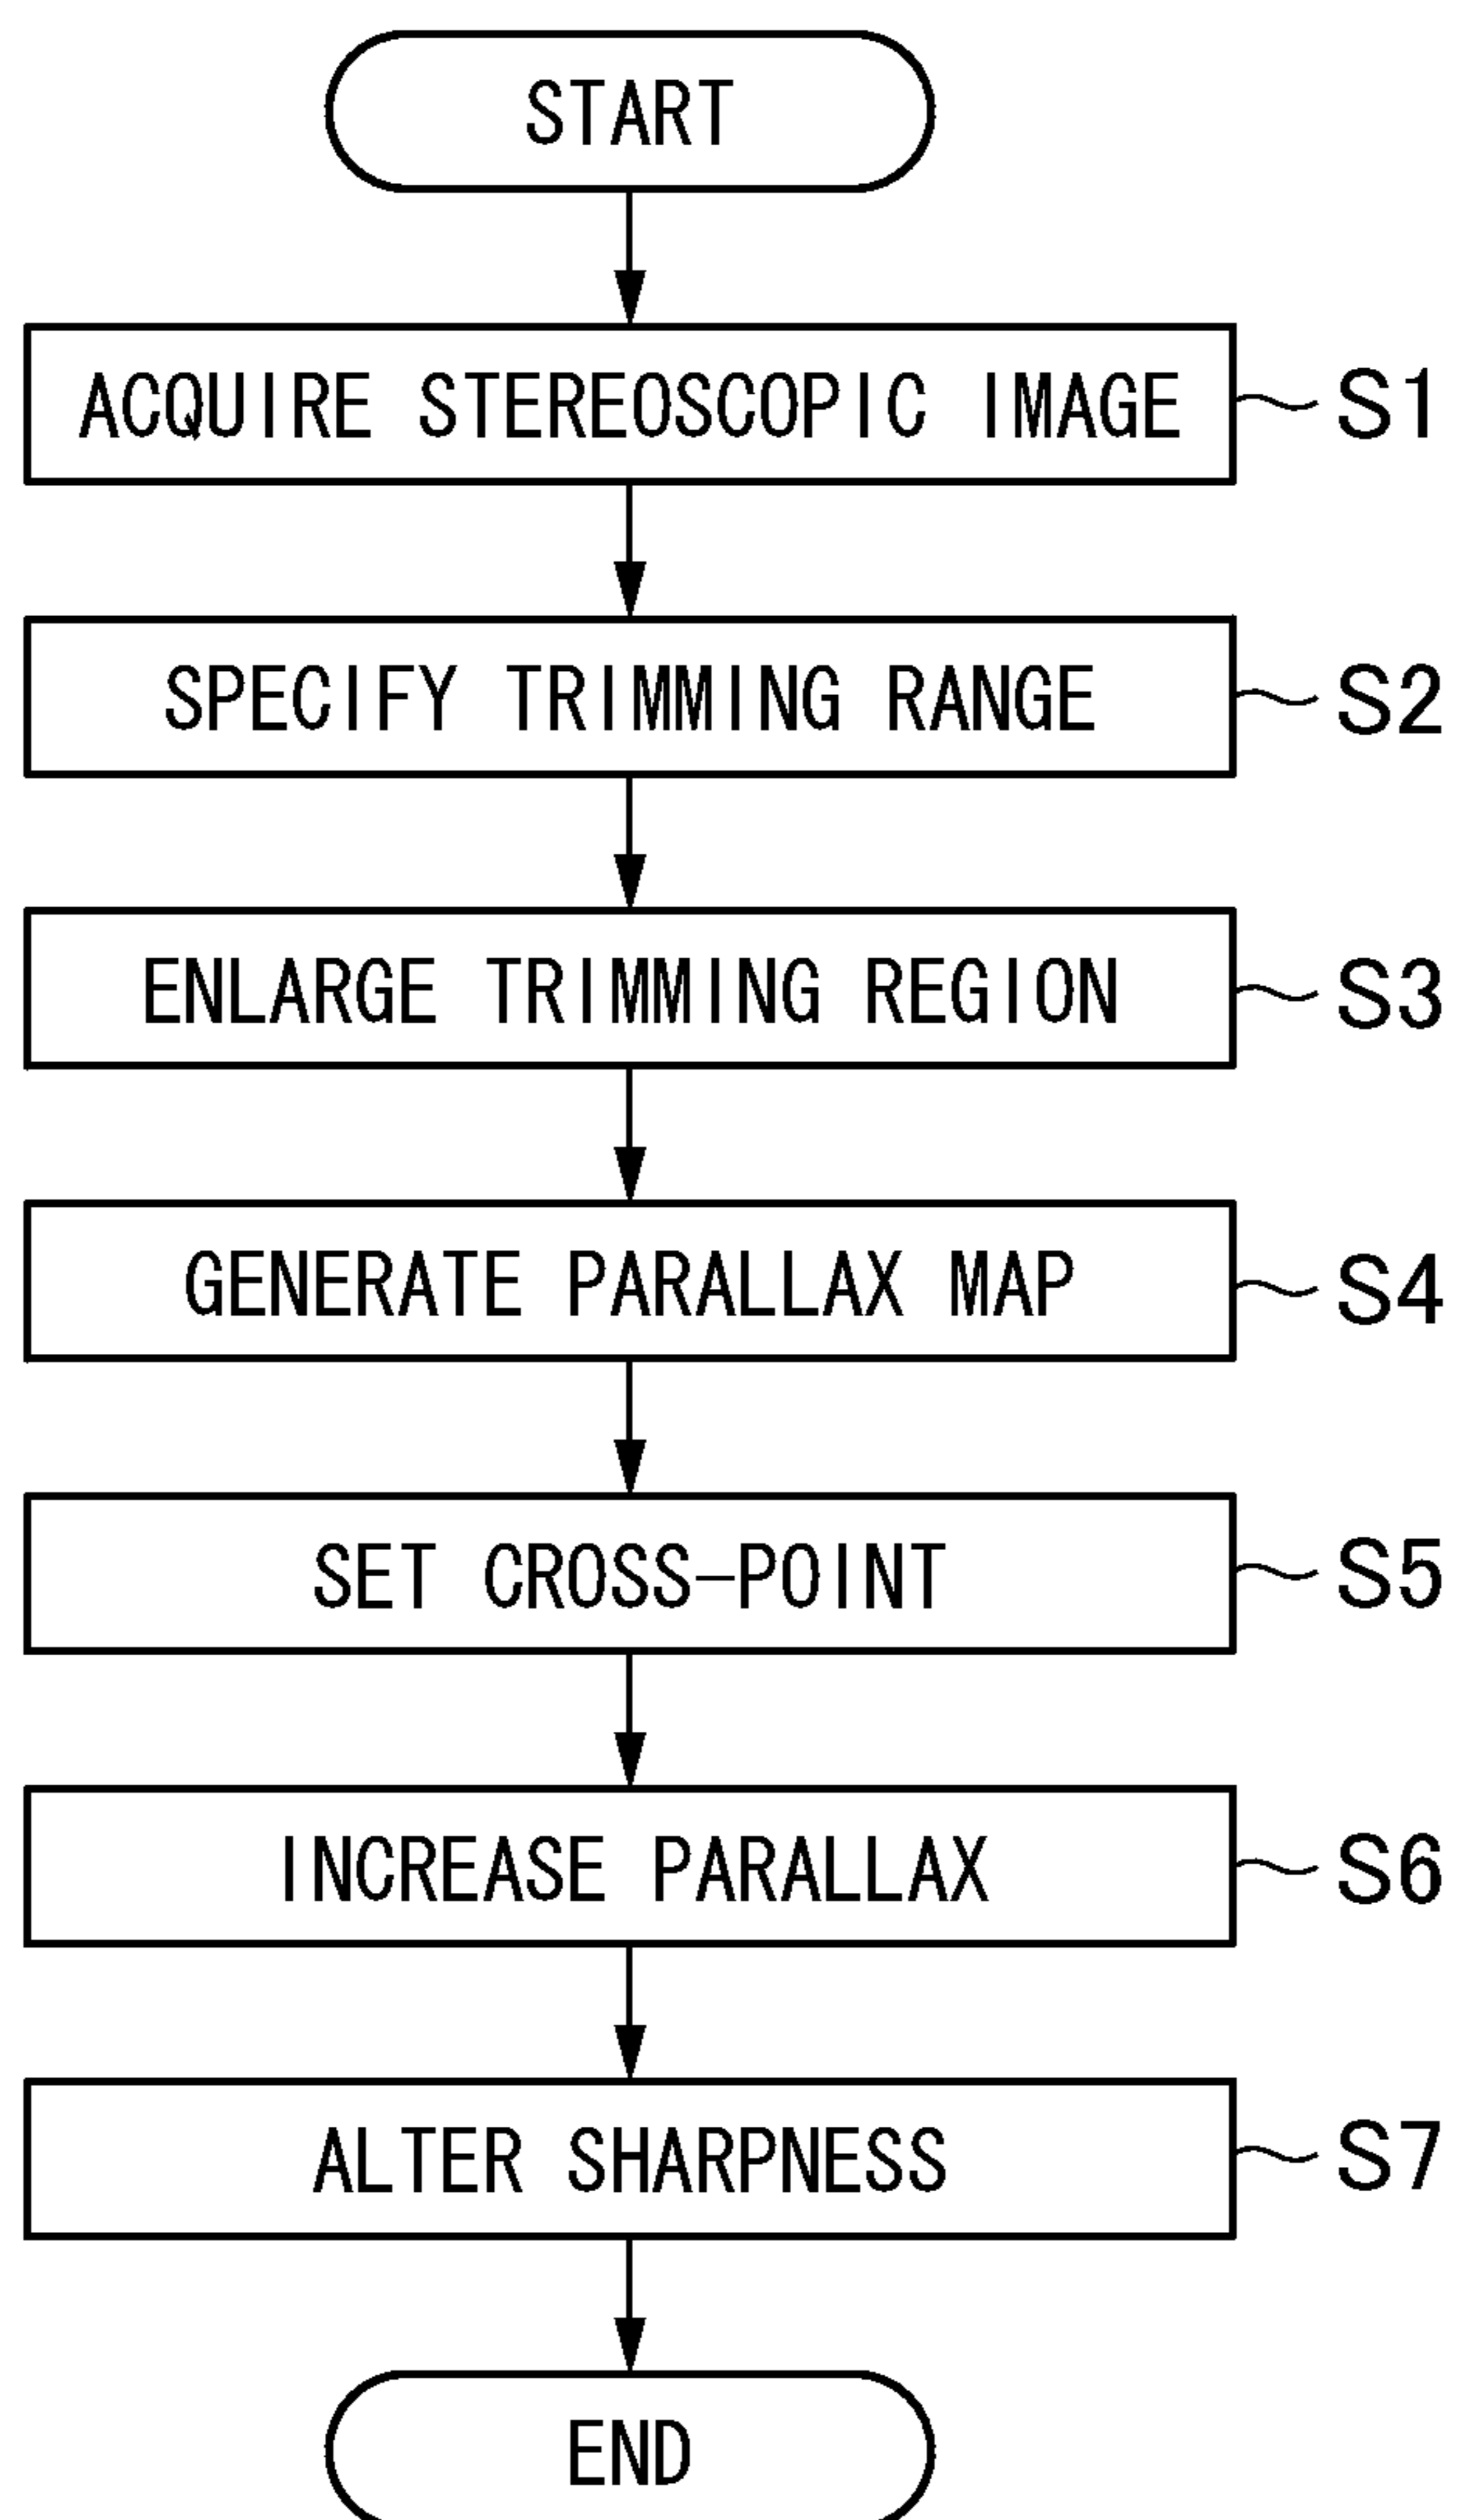 START
ACQUIRE STEREOSCOPIC IMAGE S1
SPECIFY TRIMMING RANGE S2
ENLARGE TRIMMING REGION S3
GENERATE PARALLAX MAP S4
SET CROSS-POINT S5
INCREASE PARALLAX S6
ALTER SHARPNESS S7
END